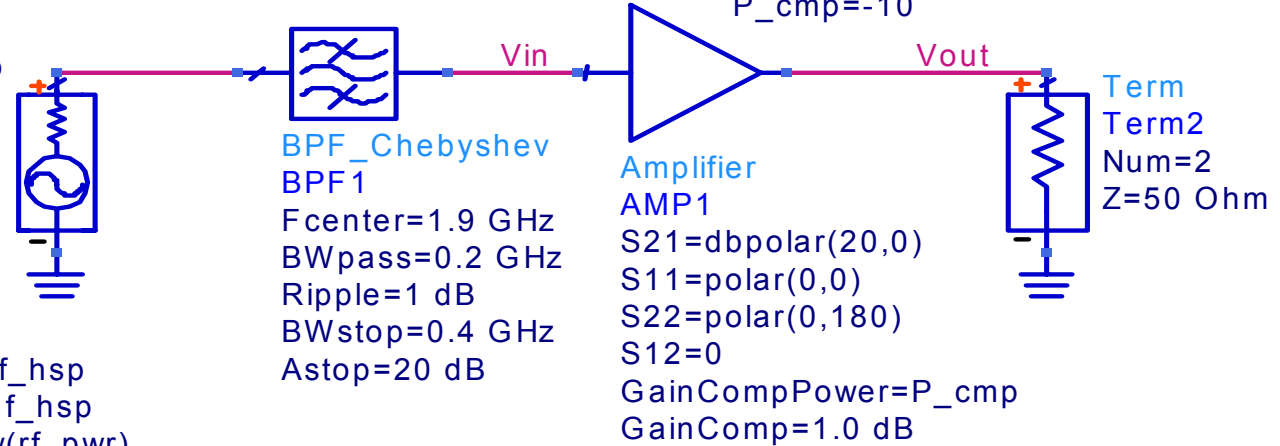 P_cmp=-10
Vin
Vout
+
+
Term
Term2
Num=2
Z=50 Ohm
BPF_Chebyshev
BPF1
Fcenter=1.9 GHz
BWpass=0.2 GHz
Ripple=1 dB
BWstop=0.4 GHz
Astop=20 dB
Amplifier
AMP1
S21=dbpolar(20,0)
S11=polar(0,0)
S22=polar(0,180)
S12=0
GainCompPower=P_cmp
GainComp=1.0 dB
-
-
f_hsp
f_hsp
(rf_pwr)